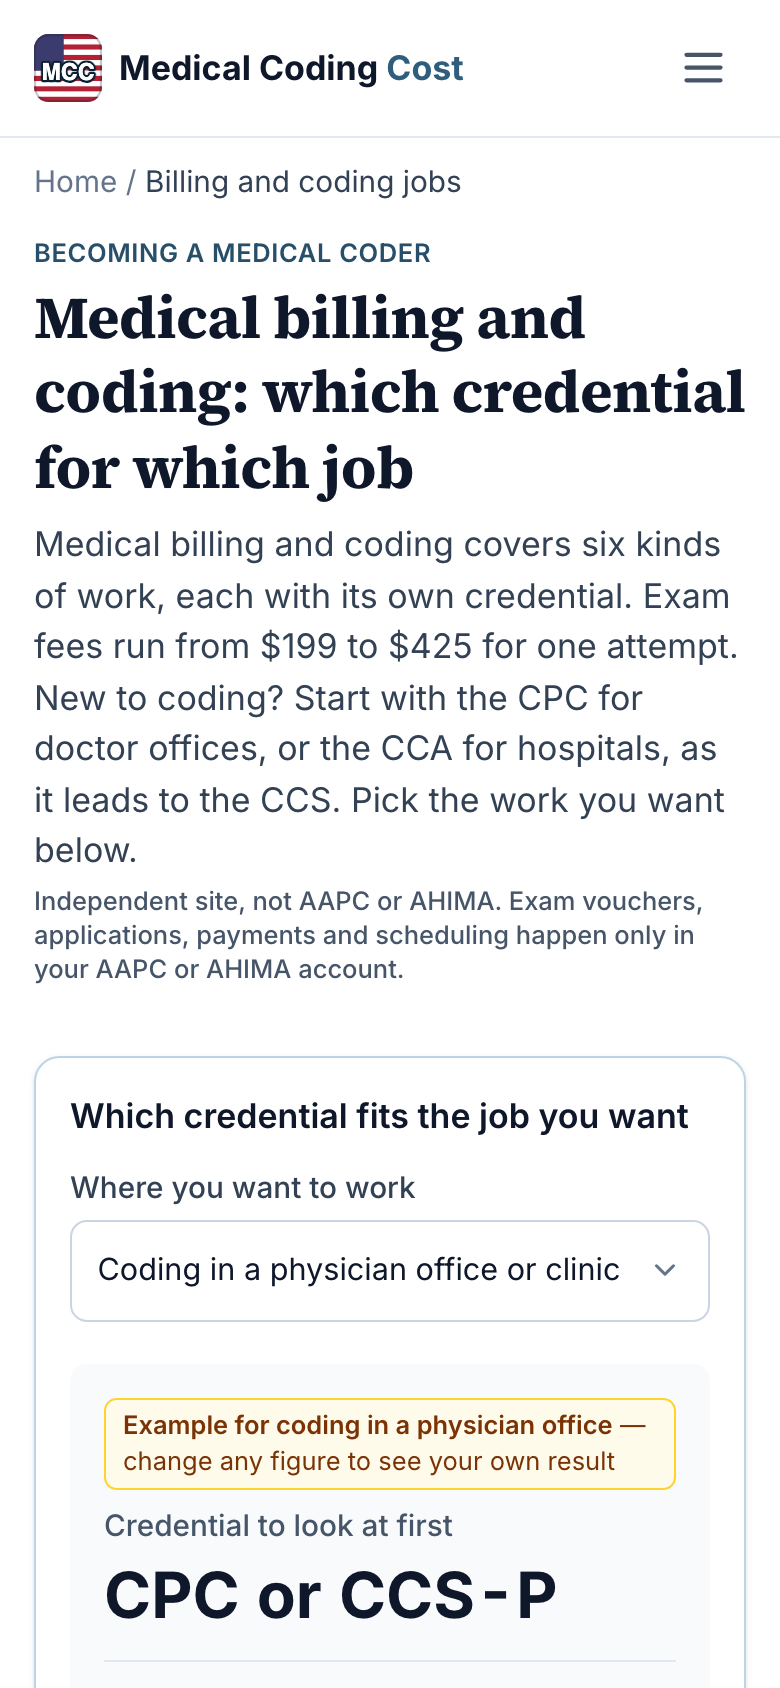 MCC
Medical Coding Cost
Home / Billing and coding jobs
BECOMING A MEDICAL CODER
Medical billing and
coding: which credential
for which job
Medical billing and coding covers six kinds
of work, each with its own credential. Exam
fees run from $199 to $425 for one attempt.
New to coding? Start with the CPC for
doctor offices, or the CCA for hospitals, as
it leads to the CCS. Pick the work you want
below.
Independent site, not AAPC or AHIMA. Exam vouchers,
applications, payments and scheduling happen only in
your AAPC or AHIMA account.
Which credential fits the job you want
Where you want to work
Coding in a physician office or clinic
Example for coding in a physician office —
change any figure to see your own result
Credential to look at first
CPC or CCS-P